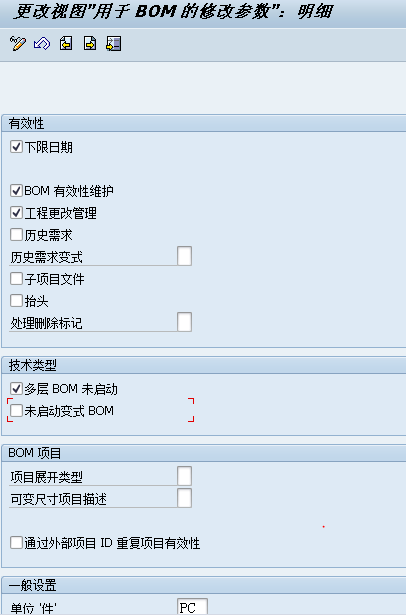 更改视图"用于 BOM 的修改参数"：明细
有效性
下限日期
BOM 有效性维护
工程更改管理
历史需求
历史需求变式
子项目文件
抬头
处理删除标记
技术类型
多层 BOM 未启动
未启动变式 BOM
BOM 项目
项目展开类型
可变尺寸项目描述
通过外部项目 ID 重复项目有效性
一般设置
单位 '件' PC